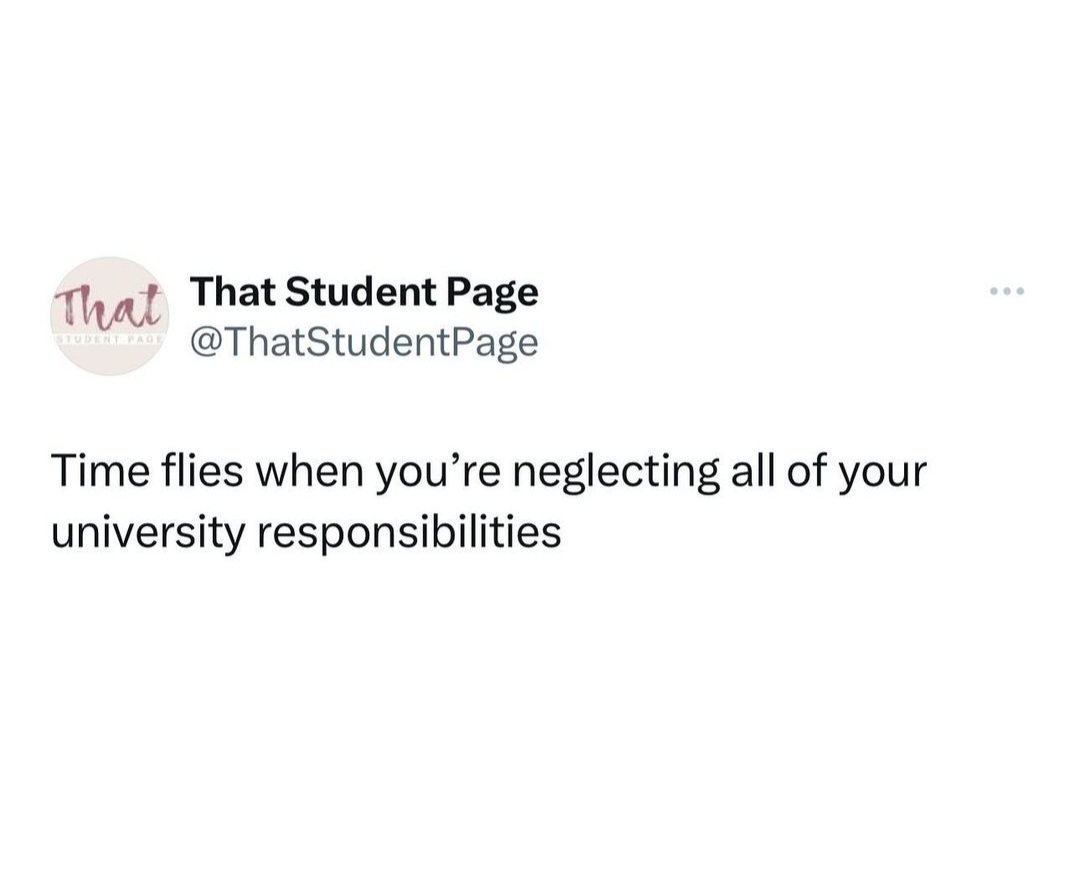 That
STUDENT PAGE
That Student Page
@ThatStudentPage
Time flies when you’re neglecting all of your
university responsibilities